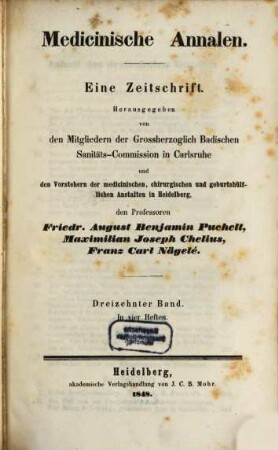 Medicinische Annalen.
Eine Zeitschrift.
Herausgegeben
von
den Mitgliedern der Grossherzoglich Badischen
Sanitäts-Commission in Carlsruhe
und
den Vorstehern der medicinischen, chirurgischen und geburtshülf-
lichen Anstalten in Heidelberg,
den Professoren
Friedr. August Benjamin Puchelt,
Maximilian Joseph Chelius,
Franz Carl Nägelé.
Dreizehnter Band.
In vier Heften.
Heidelberg,
akademische Verlagshandlung von J. C. B. Mohr.
1848.